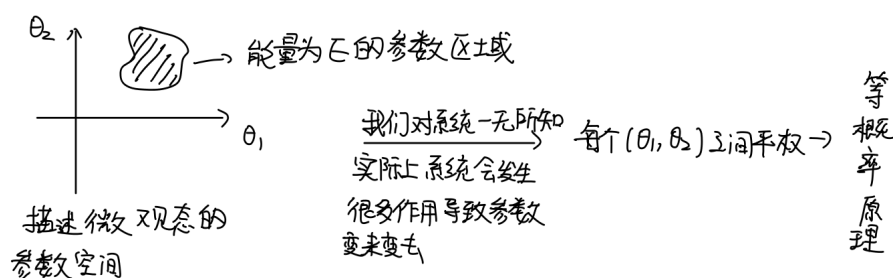 θ₂
能量为E的参数区域
θ₁
描述微观态的
参数空间
我们对系统一无所知
实际上系统会发生
很多作用导致参数
变来变去
每个(θ₁,θ₂)之间平权→
等概率原理